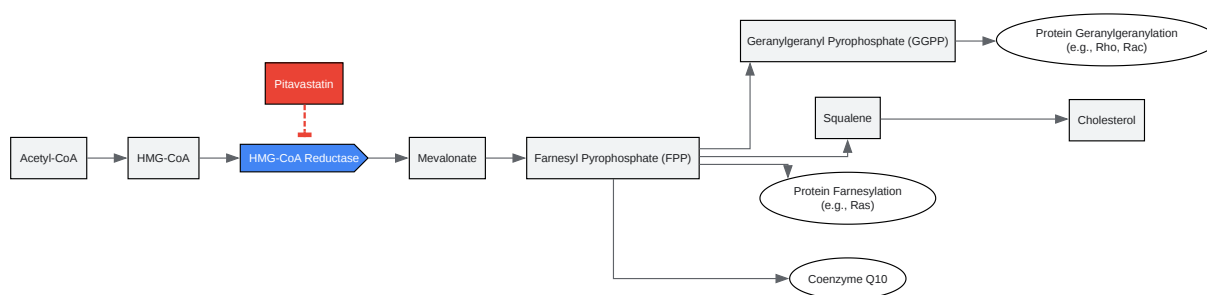 Geranylgeranyl Pyrophosphate (GGPP)
Protein Geranylgeranylation
(e.g., Rho, Rac)
Pitavastatin
Squalene
Cholesterol
Acetyl-CoA
HMG-CoA
HMG-CoA Reductase
Mevalonate
Farnesyl Pyrophosphate (FPP)
Protein Farnesylation
(e.g., Ras)
Coenzyme Q10